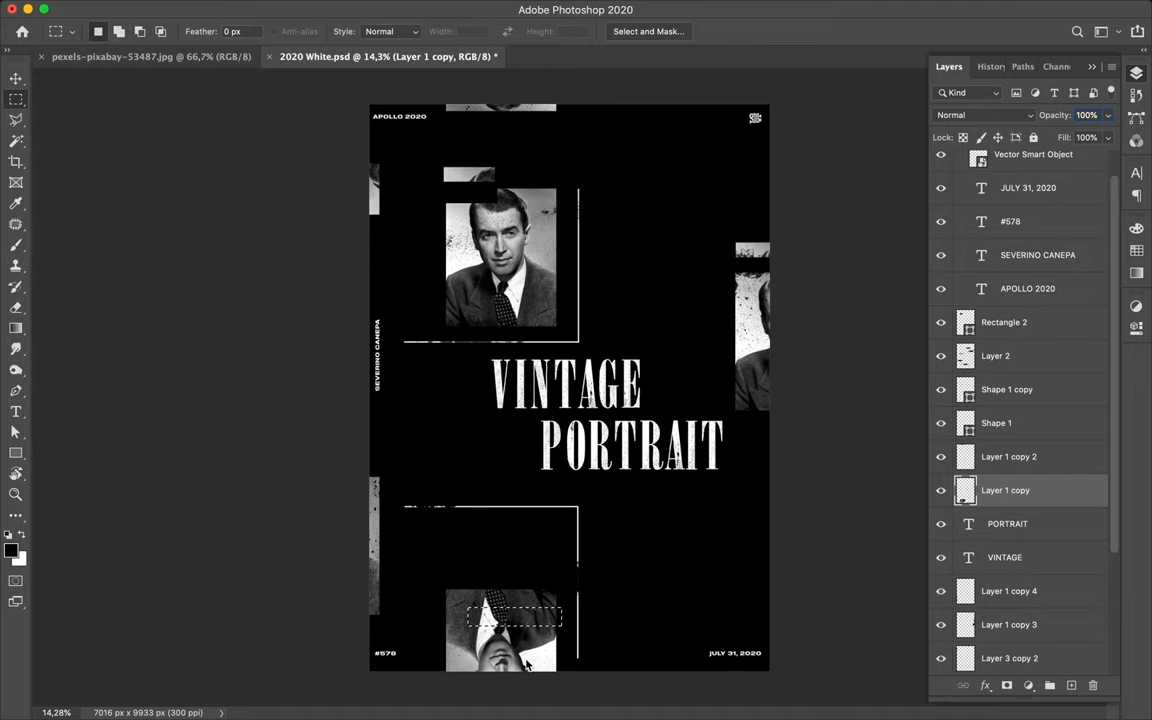 Adobe Photoshop 2020
Feather: 0 px
Anti-alias
Style: Normal
Width:
Height:
Select and Mask...
pexels-pixabay-53487.jpg @ 66,7% (RGB/8)
2020 White.psd @ 14,3% (Layer 1 copy, RGB/8) *
Layers
History
Paths
Chann
Kind
Normal
Opacity: 100%
Lock:
Fill: 100%
Vector Smart Object
JULY 31, 2020
#578
SEVERINO CANEPA
APOLLO 2020
Rectangle 2
Layer 2
Shape 1 copy
Shape 1
Layer 1 copy 2
Layer 1 copy
PORTRAIT
VINTAGE
Layer 1 copy 4
Layer 1 copy 3
Layer 3 copy 2
APOLLO 2020
SEVERINO CANEPA
VINTAGE
PORTRAIT
#578
JULY 31, 2020
14,28%
7016 px x 9933 px (300 ppi)